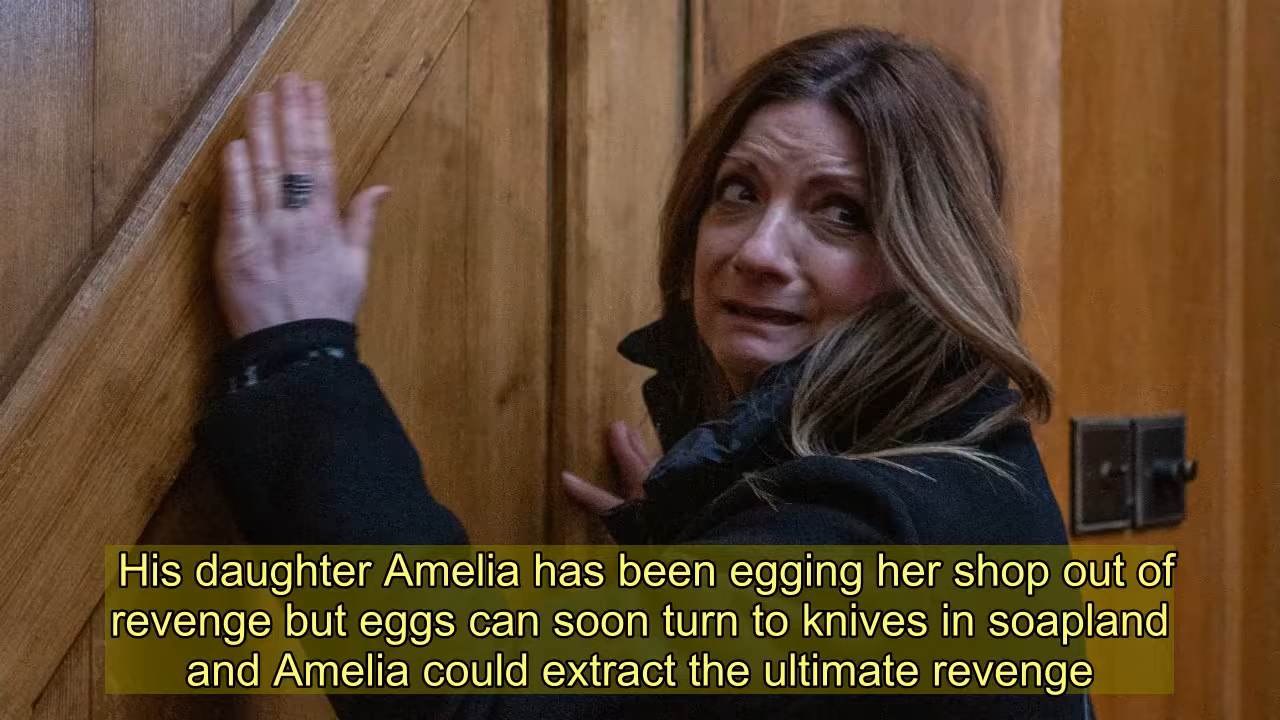 His daughter Amelia has been egging her shop out of
revenge but eggs can soon turn to knives in soapland
and Amelia could extract the ultimate revenge